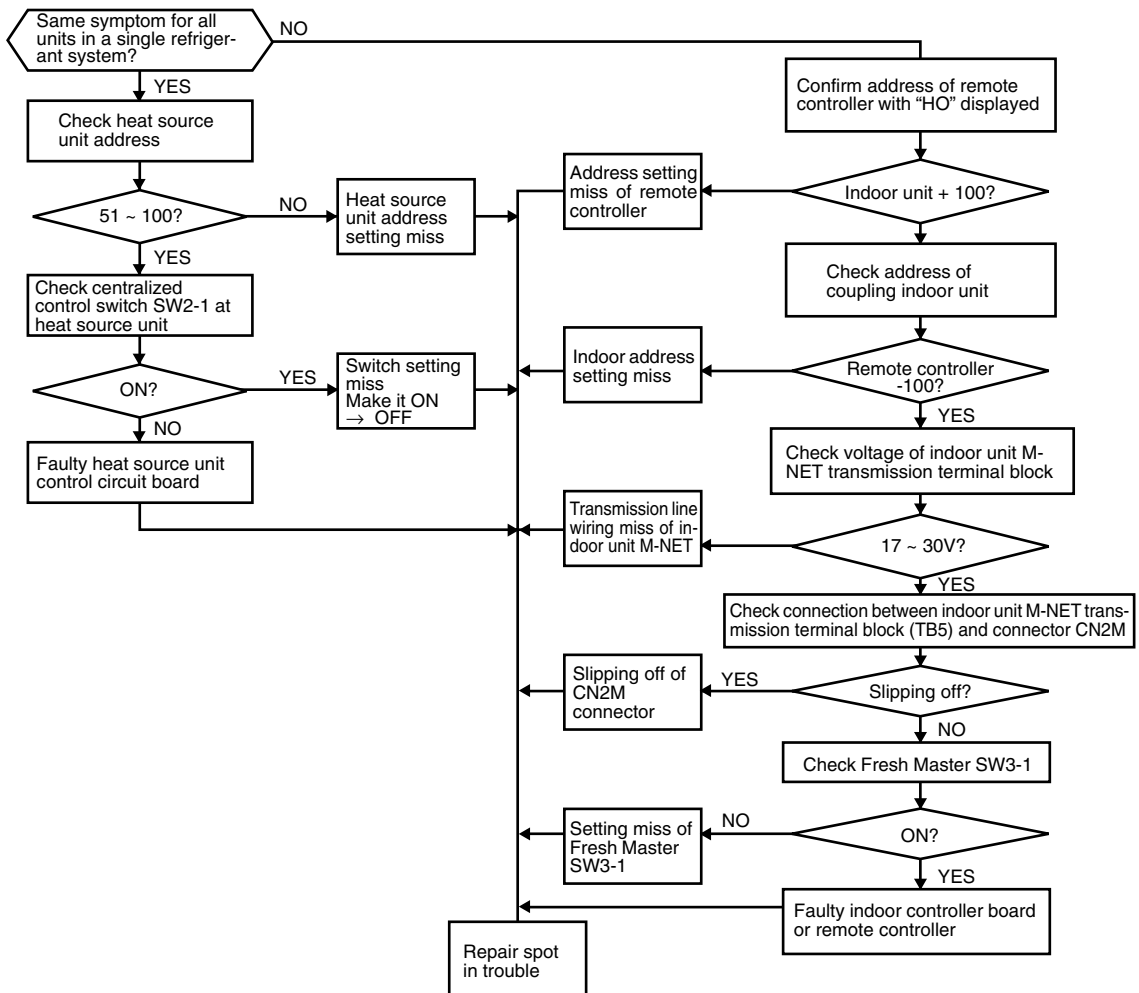 Same symptom for all
units in a single refriger-
ant system?
NO
YES
Check heat source
unit address
51 ~ 100?
NO
Heat source
unit address
setting miss
YES
Check centralized
control switch SW2-1 at
heat source unit
ON?
YES
Switch setting
miss
Make it ON
→ OFF
NO
Faulty heat source unit
control circuit board
Confirm address of remote
controller with “HO” displayed
Indoor unit + 100?
Address setting
miss of remote
controller
Check address of
coupling indoor unit
Remote controller
-100?
Indoor address
setting miss
YES
Check voltage of indoor unit M-
NET transmission terminal block
17 ~ 30V?
Transmission line
wiring miss of in-
door unit M-NET
YES
Check connection between indoor unit M-NET trans-
mission terminal block (TB5) and connector CN2M
Slipping off?
YES
Slipping off of
CN2M
connector
NO
Check Fresh Master SW3-1
ON?
NO
Setting miss of
Fresh Master
SW3-1
YES
Faulty indoor controller board
or remote controller
Repair spot
in trouble